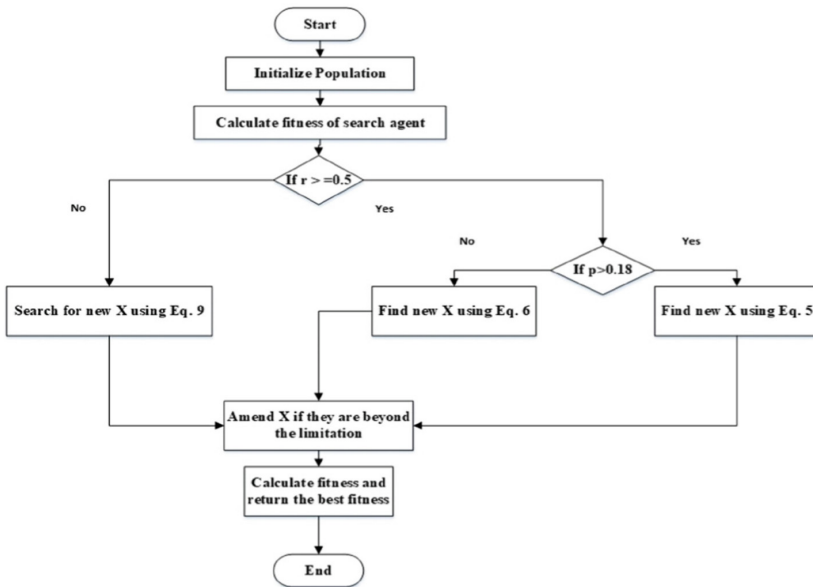 Start
Initialize Population
Calculate fitness of search agent
If r >=0.5
No
Yes
No
Yes
If p>0.18
Search for new X using Eq. 9
Find new X using Eq. 6
Find new X using Eq. 5
Amend X if they are beyond
the limitation
Calculate fitness and
return the best fitness
End